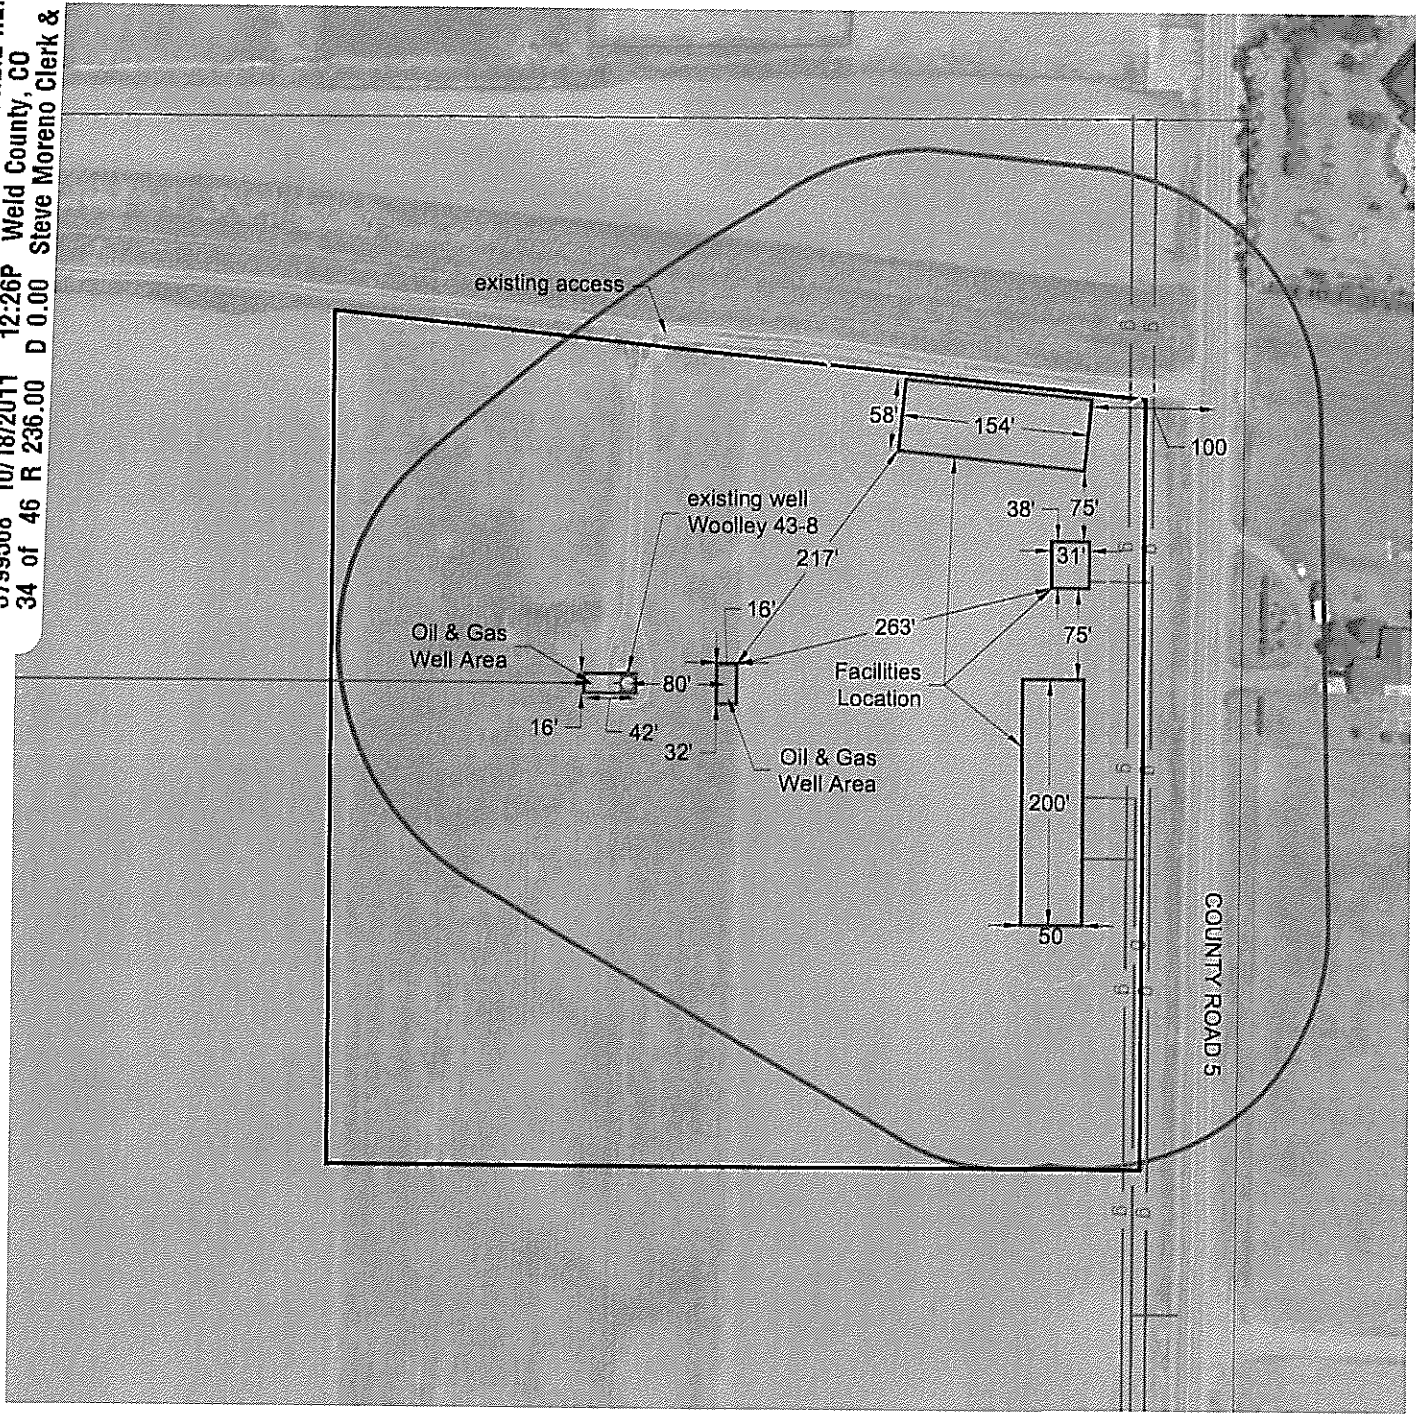 34 of 46 R 236.00 D 0.00 Steve Moreno Clerk &
10/18/2011 12:26P Weld County, CO
existing access
58'
154'
100
existing well
Woolley 43-8
38'
75'
31'
217'
16'
263'
75'
Oil & Gas
Well Area
80'
Facilities
Location
16'
42'
32'
Oil & Gas
Well Area
200'
50
COUNTY ROAD 5